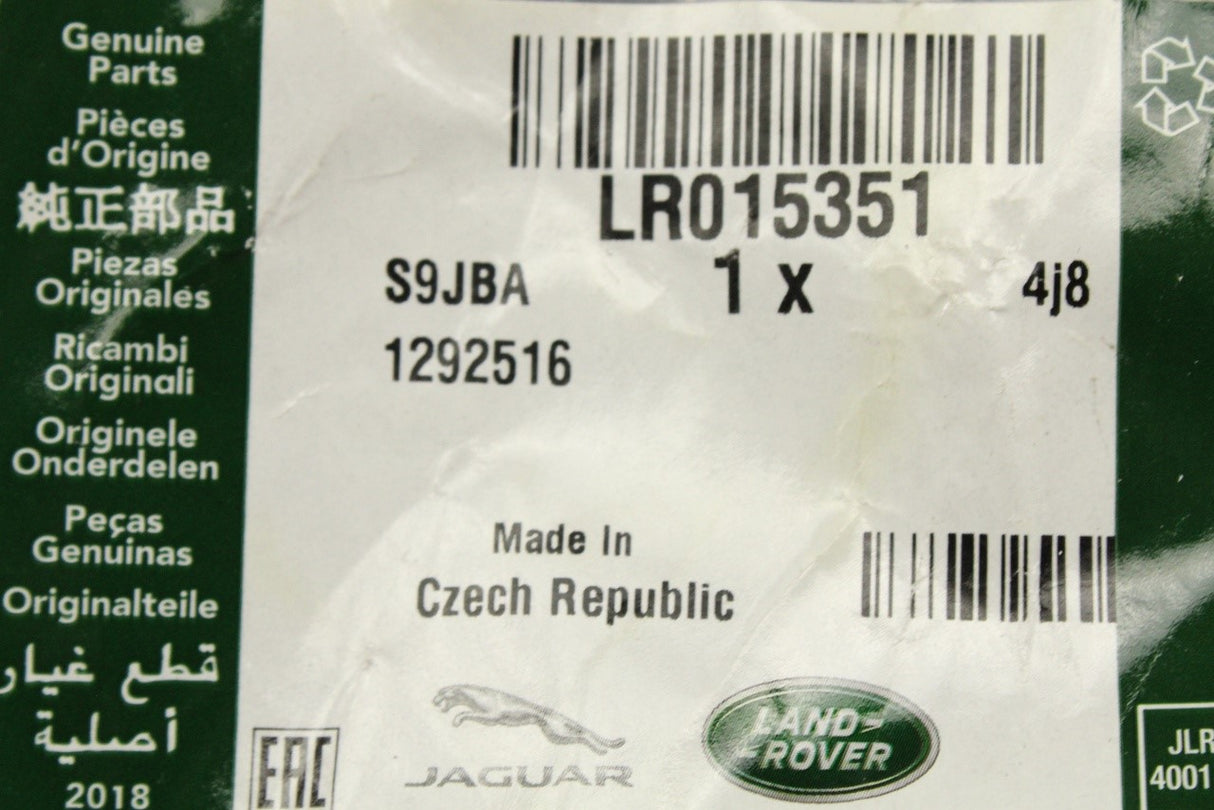 Genuine
Parts
Pièces
d'Origine
純正部品
Piezas
Originales
Ricambi
Originali
Originele
Onderdelen
Peças
Genuinas
Originalteile
قطع غيار
أصلية
2018
LR015351
S9JBA 1 x 4j8
1292516
Made In
Czech Republic
EAC
JAGUAR
LAND-
-ROVER
JLR
4001